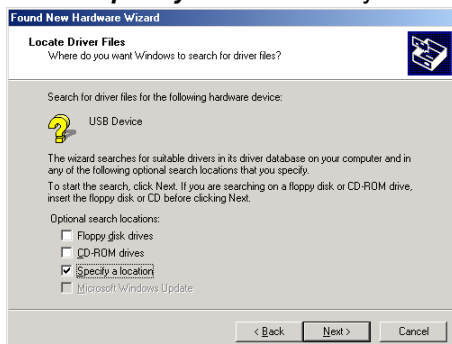 Found New Hardware Wizard
Locate Driver Files
Where do you want Windows to search for driver files?
Search for driver files for the following hardware device:
USB Device
The wizard searches for suitable drivers in its driver database on your computer and in
any of the following optional search locations that you specify.
To start the search, click Next. If you are searching on a floppy disk or CD-ROM drive,
insert the floppy disk or CD before clicking Next.
Optional search locations:
Floppy disk drives
CD-ROM drives
Specify a location
Microsoft Windows Update
< Back Next > Cancel